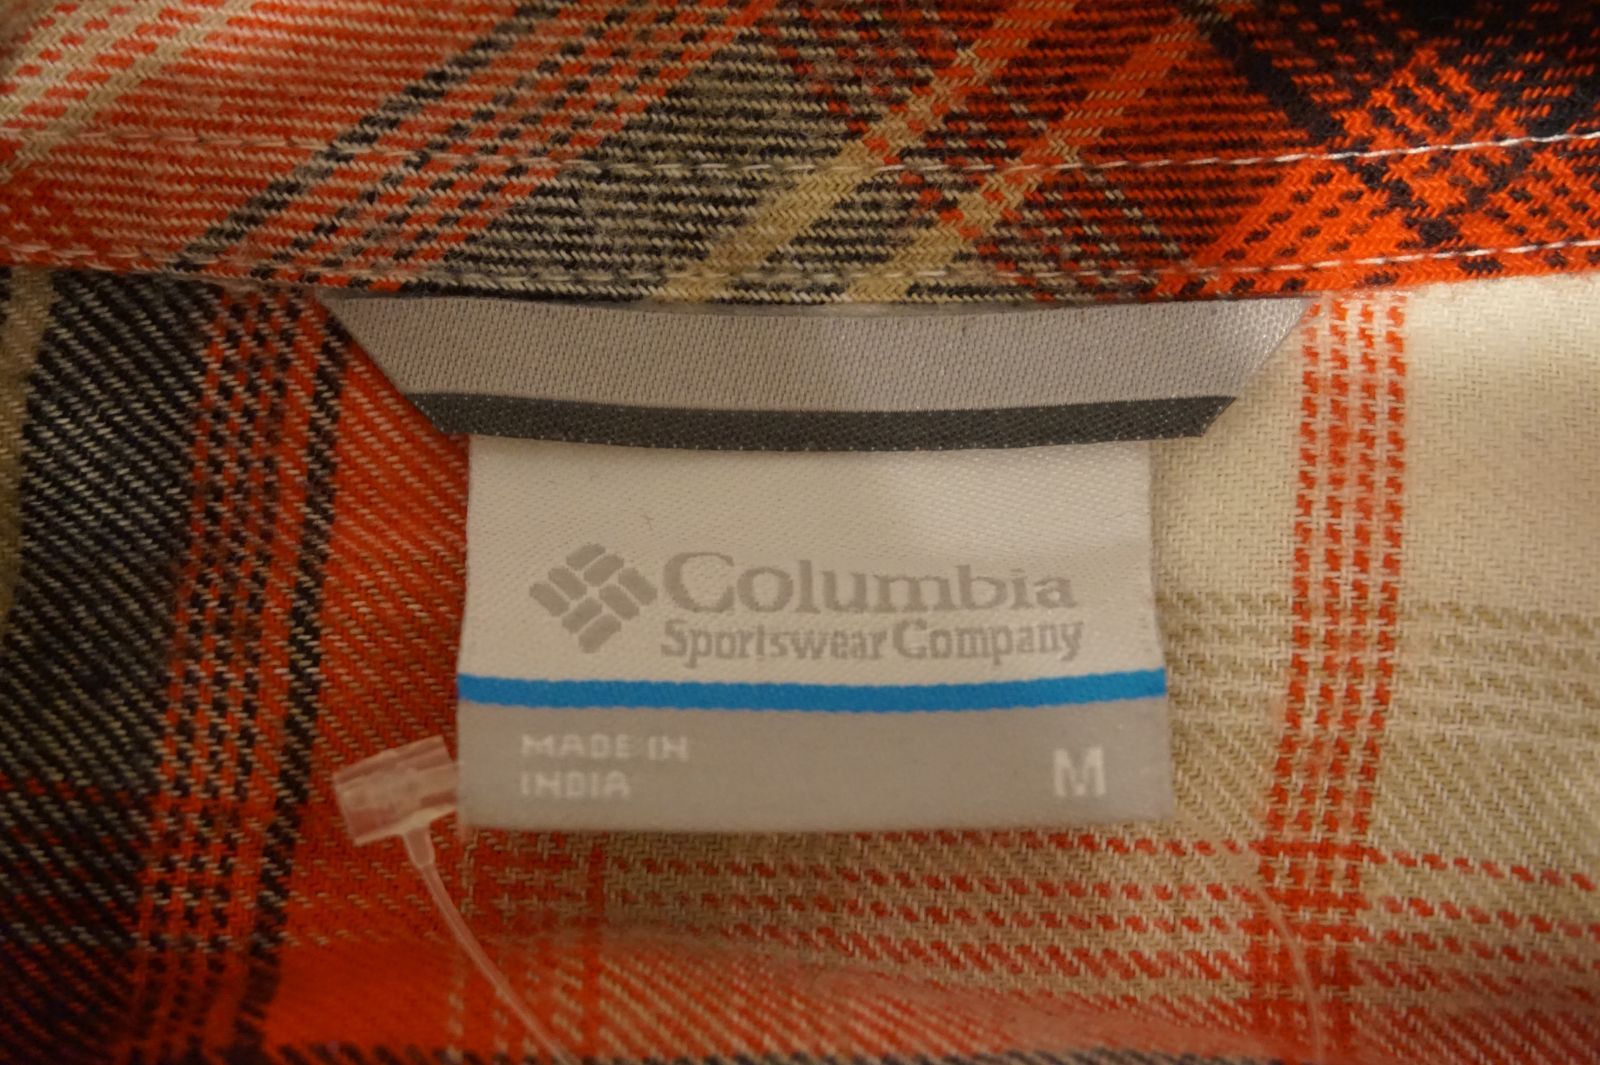 Columbia
Sportswear Company
MADE IN
INDIA
M